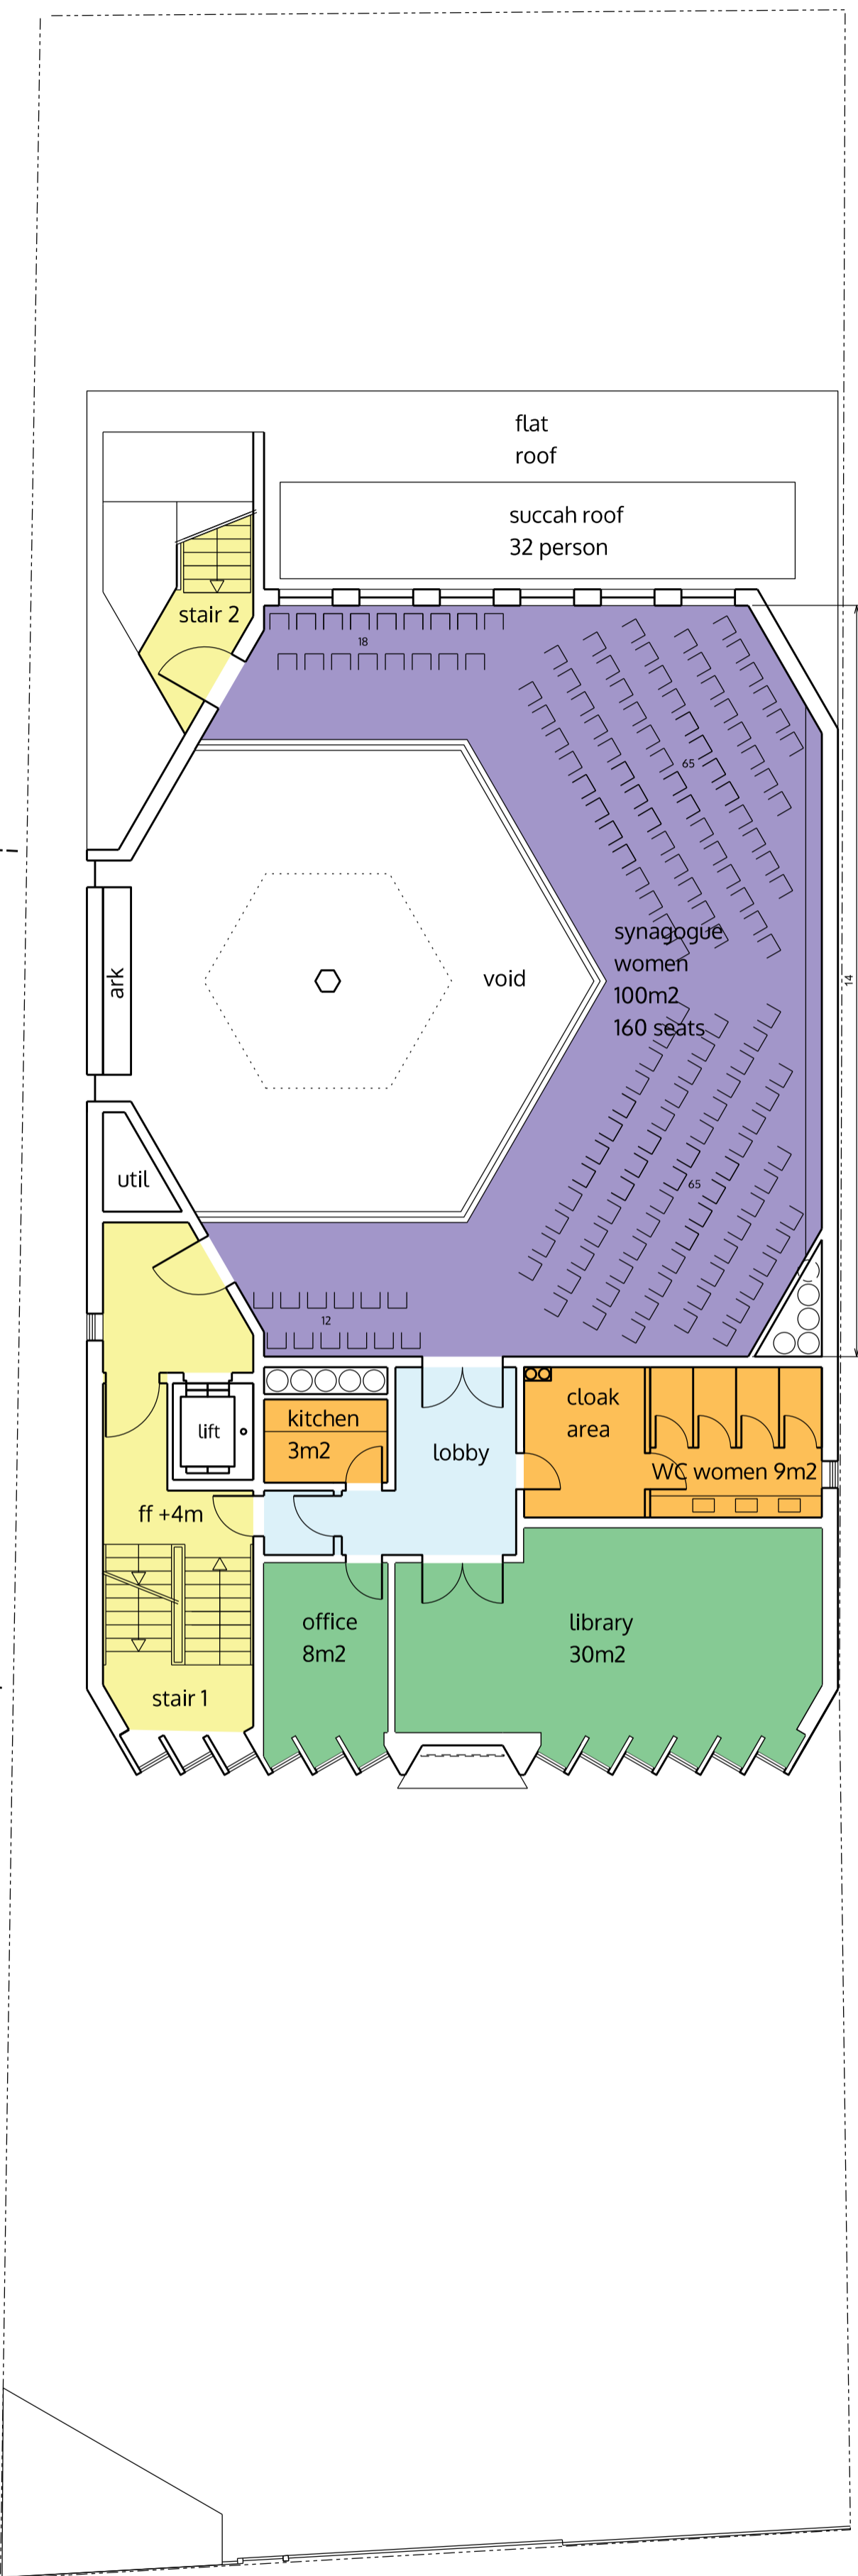 flat
roof
succah roof
32 person
stair 2
18
65
synagogue
women
100m2
160 seats
void
ark
14
util
65
12
lift
kitchen
3m2
lobby
cloak
area
WC women 9m2
ff +4m
office
8m2
library
30m2
stair 1